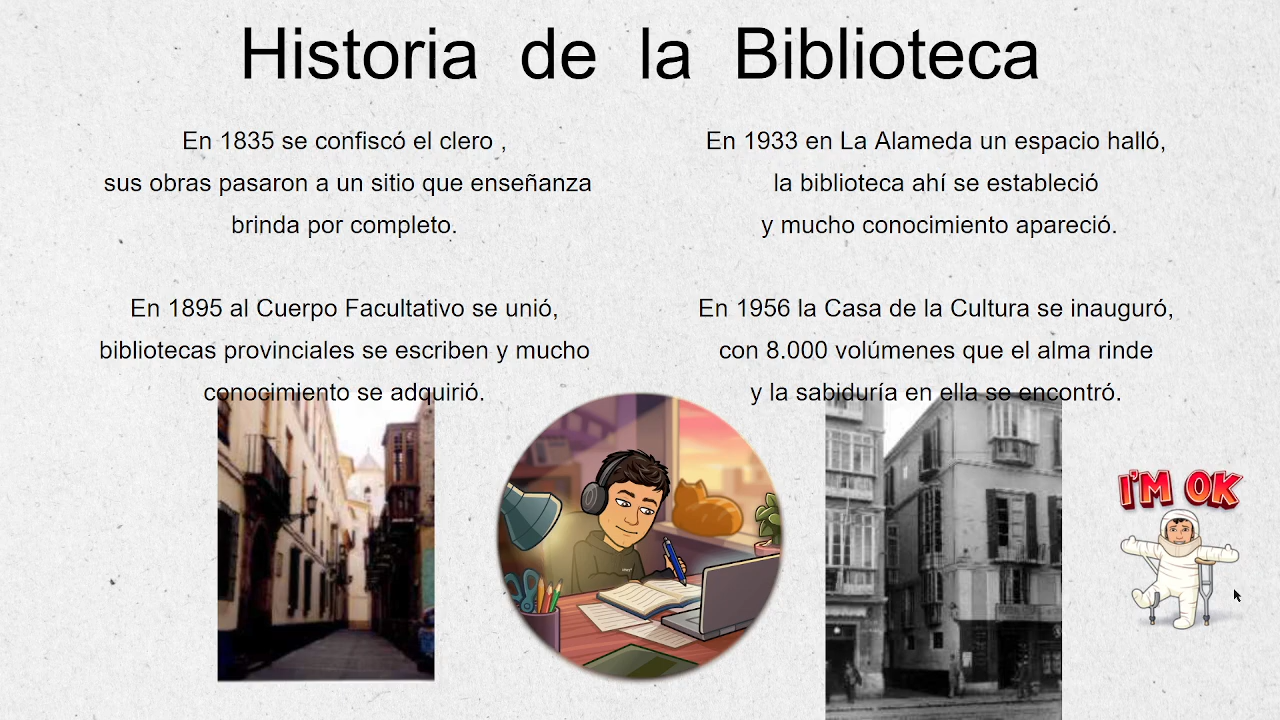 Historia de la Biblioteca
En 1835 se confiscó el clero ,
sus obras pasaron a un sitio que enseñanza
brinda por completo.
En 1895 al Cuerpo Facultativo se unió,
bibliotecas provinciales se escriben y mucho
conocimiento se adquirió.
En 1933 en La Alameda un espacio halló,
la biblioteca ahí se estableció
y mucho conocimiento apareció.
En 1956 la Casa de la Cultura se inauguró,
con 8.000 volúmenes que el alma rinde
y la sabiduría en ella se encontró.
I'M OK